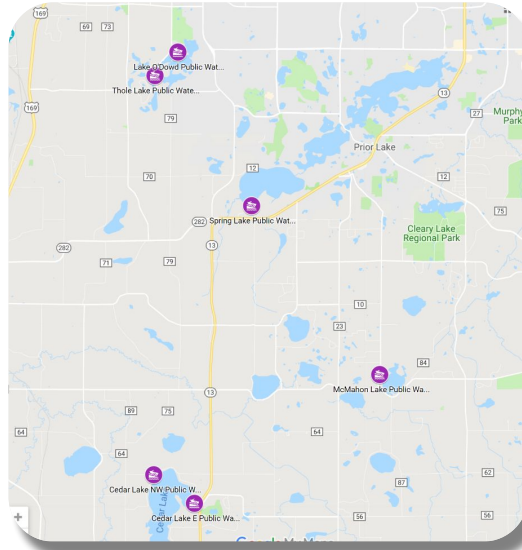 169
69
73
Lake O'Dowd Public Wat...
Thole Lake Public Wate...
169
79
13
27
Murphy
Park
Prior Lake
70
12
12
75
Spring Lake Public Wat...
282
Cleary Lake
Regional Park
282
13
71
79
10
23
84
McMahon Lake Public Wa...
13
89
75
64
64
64
62
87
Cedar Lake NW Public W...
Cedar Lake
Cedar Lake E Public Wa...
56
56
+